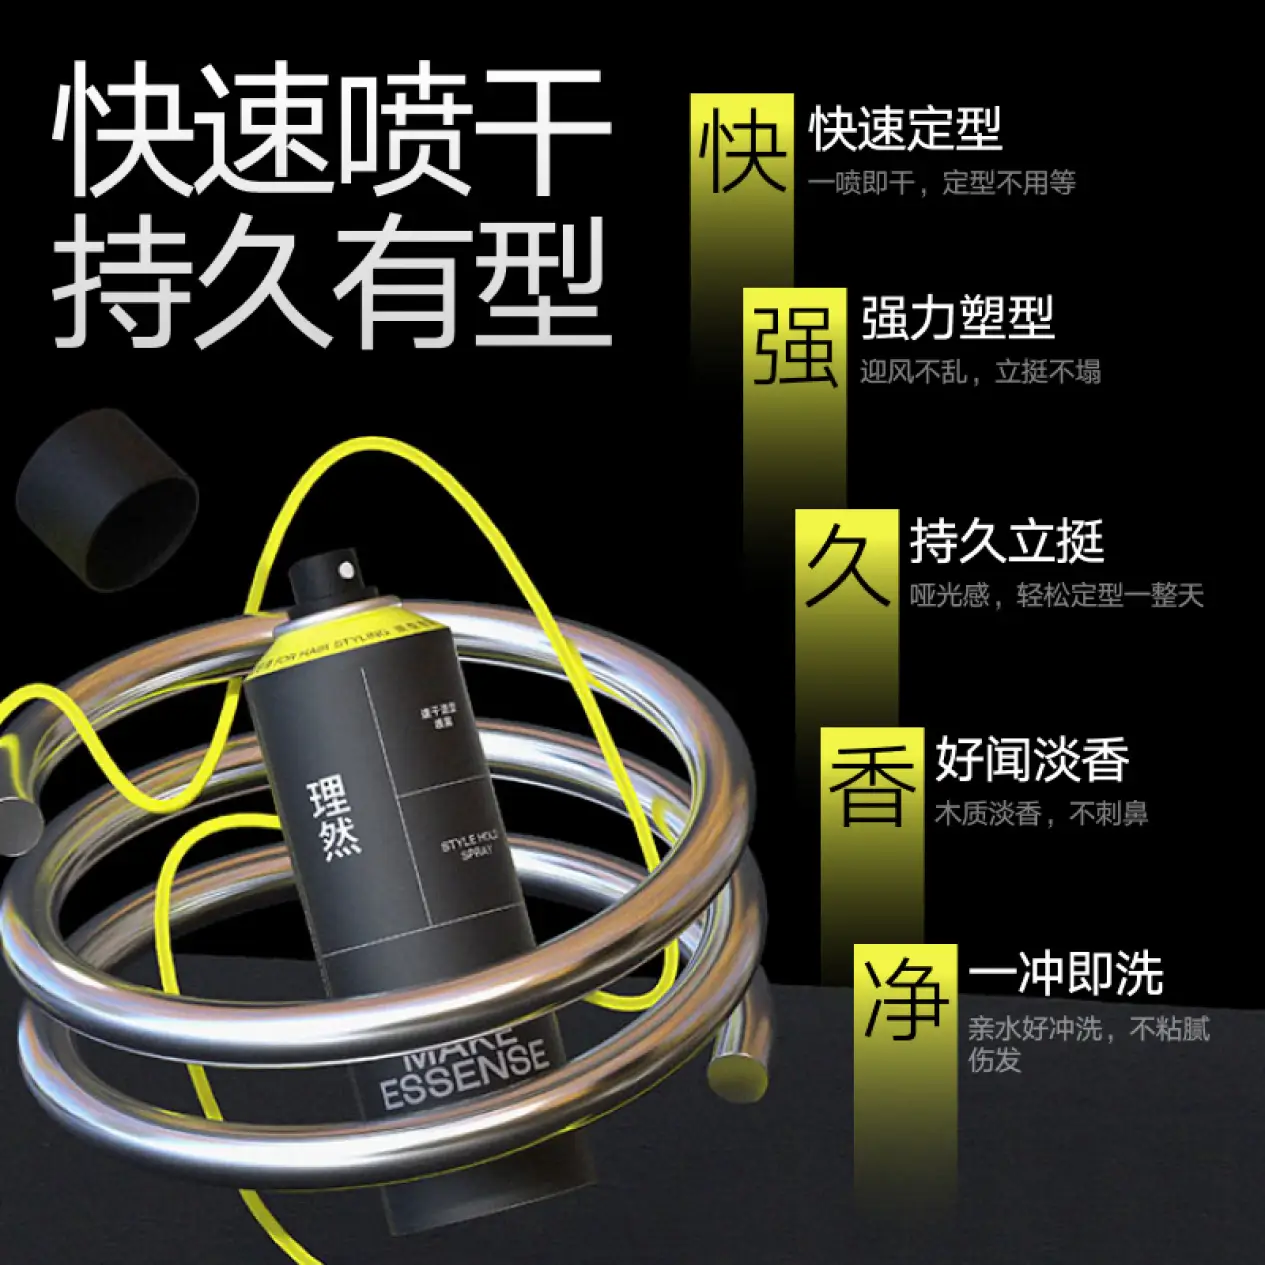 快速喷干
持久有型
快
快速定型
一喷即干，定型不用等
强
强力塑型
迎风不乱，立挺不塌
久
持久立挺
哑光感，轻松定型一整天
香
好闻淡香
木质淡香，不刺鼻
净
一冲即洗
亲水好冲洗，不粘腻
伤发
FOR HAIR STYLING
理然
STYLE HOLD
SPRAY
MAKE
ESSENSE